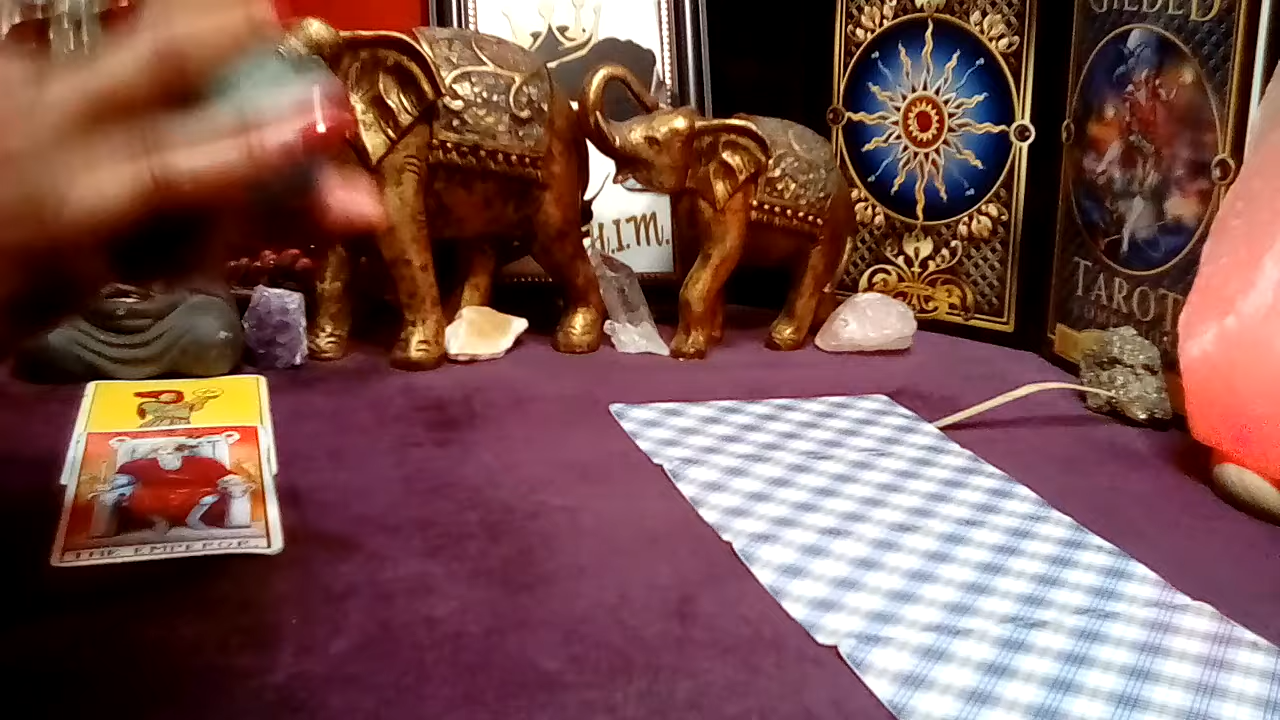 GILDED
H.I.M.
TAROT
THE EMPEROR